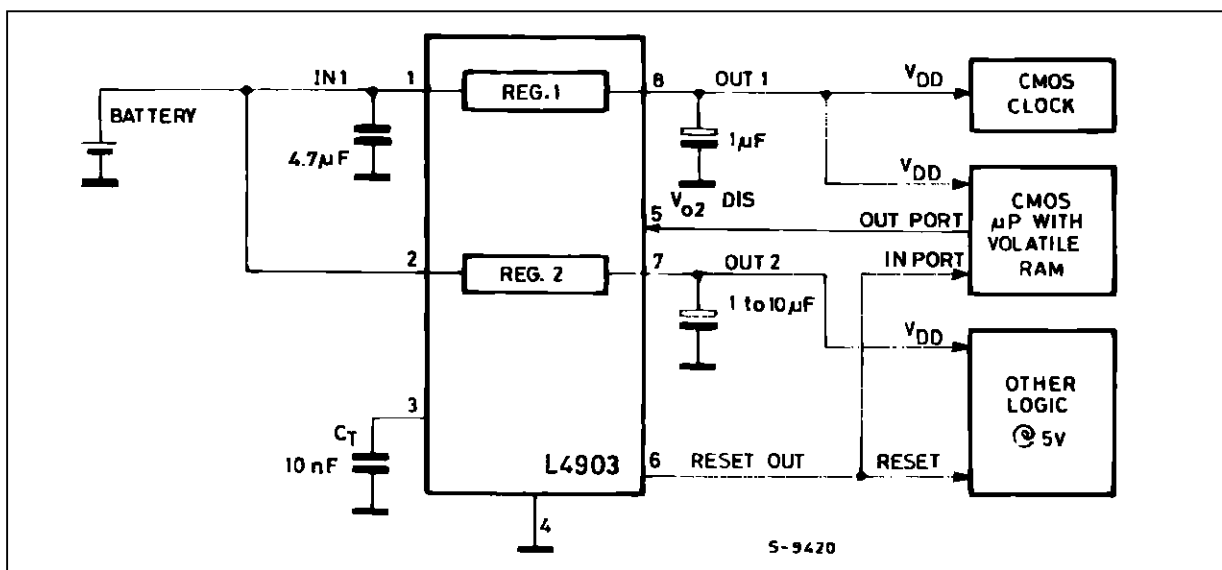 IN 1
1
REG. 1
8
OUT 1
VDD
CMOS
CLOCK
BATTERY
4.7µF
1µF
VDD
CMOS
µP WITH
VOLATILE
RAM
Vo2 DIS
5
OUT PORT
IN PORT
2
REG. 2
7
OUT 2
1 to 10µF
VDD
OTHER
LOGIC
@ 5V
3
CT
10 nF
L4903
6
RESET OUT
RESET
4
S-9420